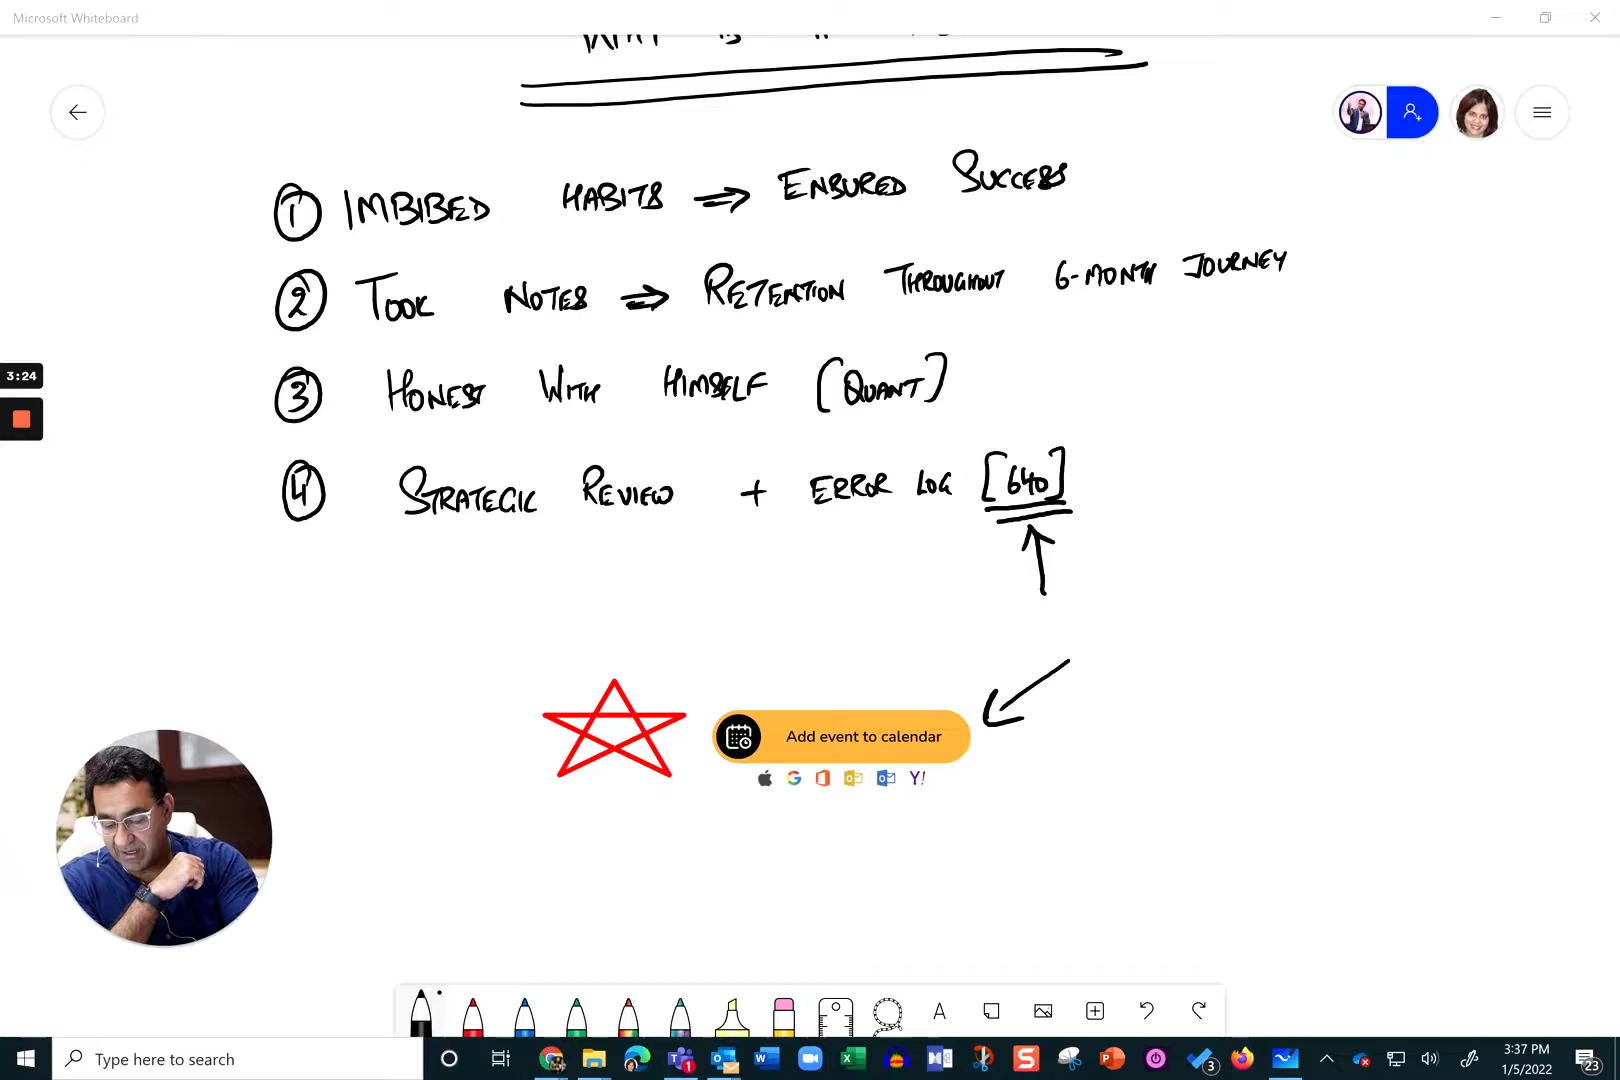 Microsoft Whiteboard
① IMBIBED HABITS ⇒ ENSURED SUCCESS
② TOOK NOTES ⇒ RETENTION THROUGHOUT 6-MONTH JOURNEY
③ HONEST WITH HIMSELF [QUANT]
3:24
④ STRATEGIC REVIEW + ERROR LOG [640]
Add event to calendar
Type here to search
3:37 PM
1/5/2022
23